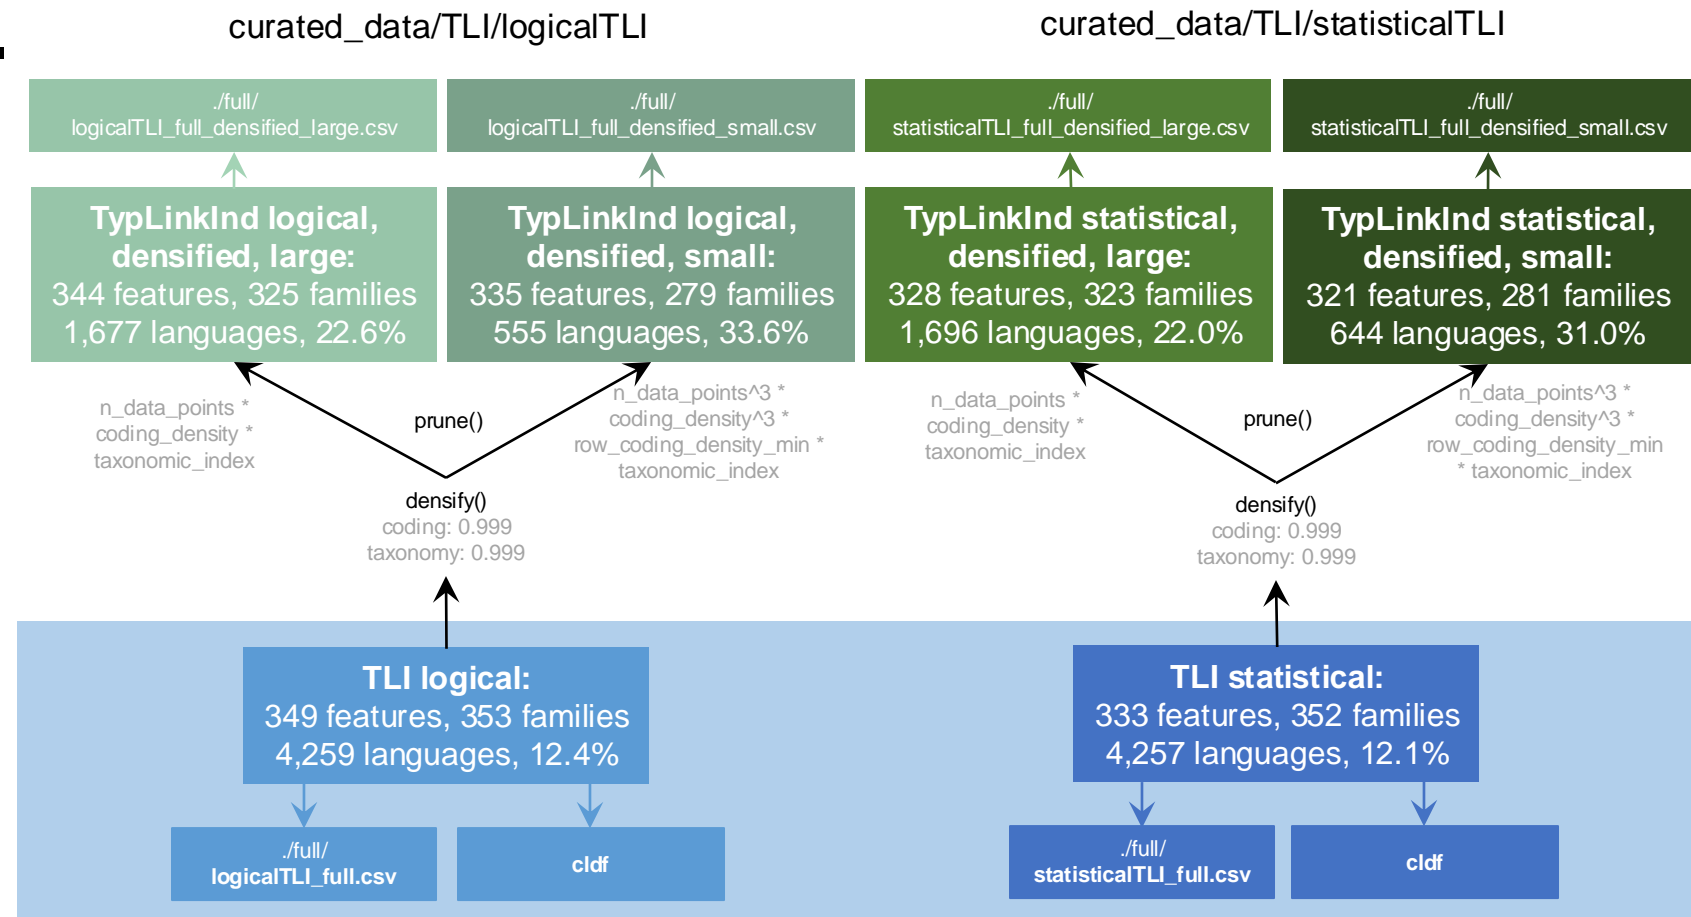 curated_data/TLI/logicalTLI
curated_data/TLI/statisticalTLI
./full/
logicalTLI_full_densified_large.csv
./full/
logicalTLI_full_densified_small.csv
./full/
statisticalTLI_full_densified_large.csv
./full/
statisticalTLI_full_densified_small.csv
TypLinkInd logical,
densified, large:
344 features, 325 families
1,677 languages, 22.6%
TypLinkInd logical,
densified, small:
335 features, 279 families
555 languages, 33.6%
TypLinkInd statistical,
densified, large:
328 features, 323 families
1,696 languages, 22.0%
TypLinkInd statistical,
densified, small:
321 features, 281 families
644 languages, 31.0%
n_data_points *
coding_density *
taxonomic_index
prune()
n_data_points^3 *
coding_density^3 *
row_coding_density_min *
taxonomic_index
n_data_points *
coding_density *
taxonomic_index
prune()
n_data_points^3 *
coding_density^3 *
row_coding_density_min
* taxonomic_index
densify()
coding: 0.999
taxonomy: 0.999
densify()
coding: 0.999
taxonomy: 0.999
TLI logical:
349 features, 353 families
4,259 languages, 12.4%
TLI statistical:
333 features, 352 families
4,257 languages, 12.1%
./full/
logicalTLI_full.csv
cldf
./full/
statisticalTLI_full.csv
cldf